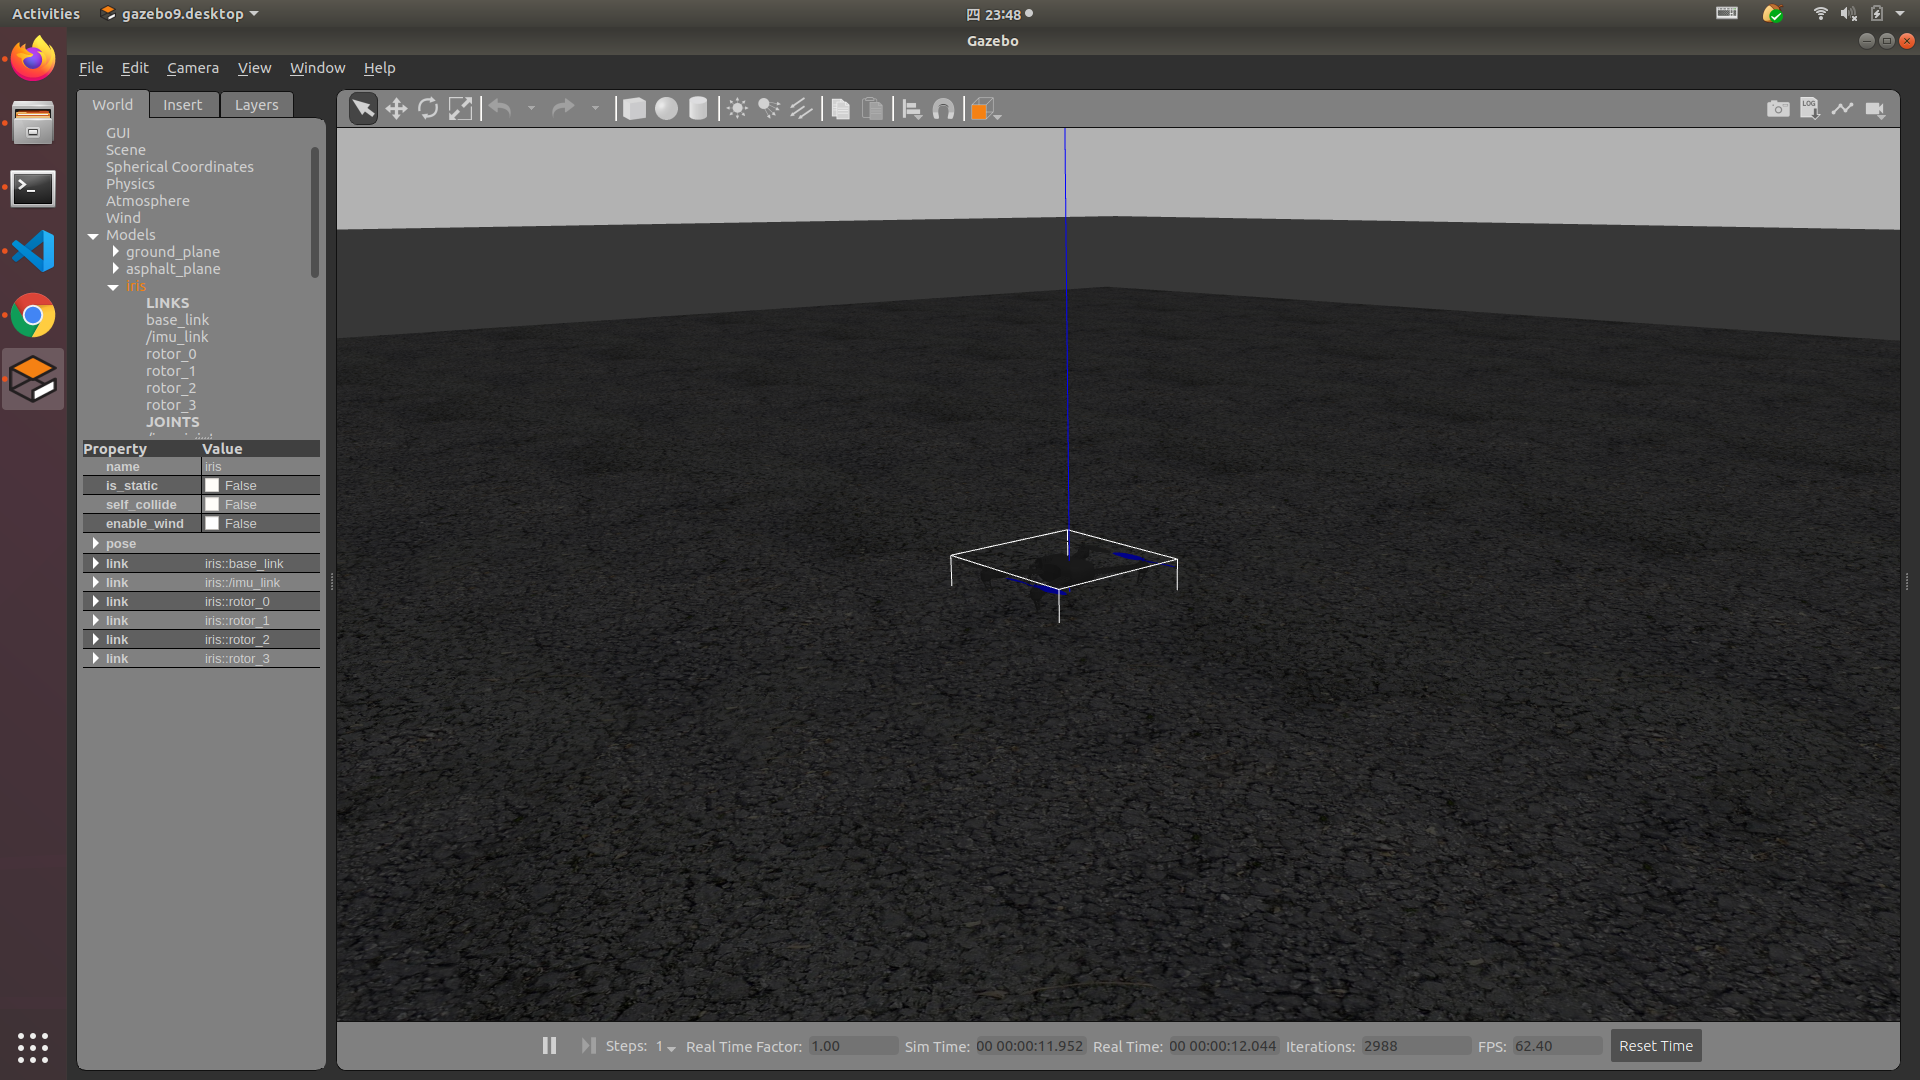 Activities gazebo9.desktop 四 23:48
Gazebo
File Edit Camera View Window Help
World Insert Layers
GUI
Scene
Spherical Coordinates
Physics
Atmosphere
Wind
Models
ground_plane
asphalt_plane
iris
LINKS
base_link
/imu_link
rotor_0
rotor_1
rotor_2
rotor_3
JOINTS
Property Value
name iris
is_static False
self_collide False
enable_wind False
pose
link iris::base_link
link iris::/imu_link
link iris::rotor_0
link iris::rotor_1
link iris::rotor_2
link iris::rotor_3
LOG
Steps: 1 Real Time Factor: 1.00 Sim Time: 00 00:00:11.952 Real Time: 00 00:00:12.044 Iterations: 2988 FPS: 62.40 Reset Time